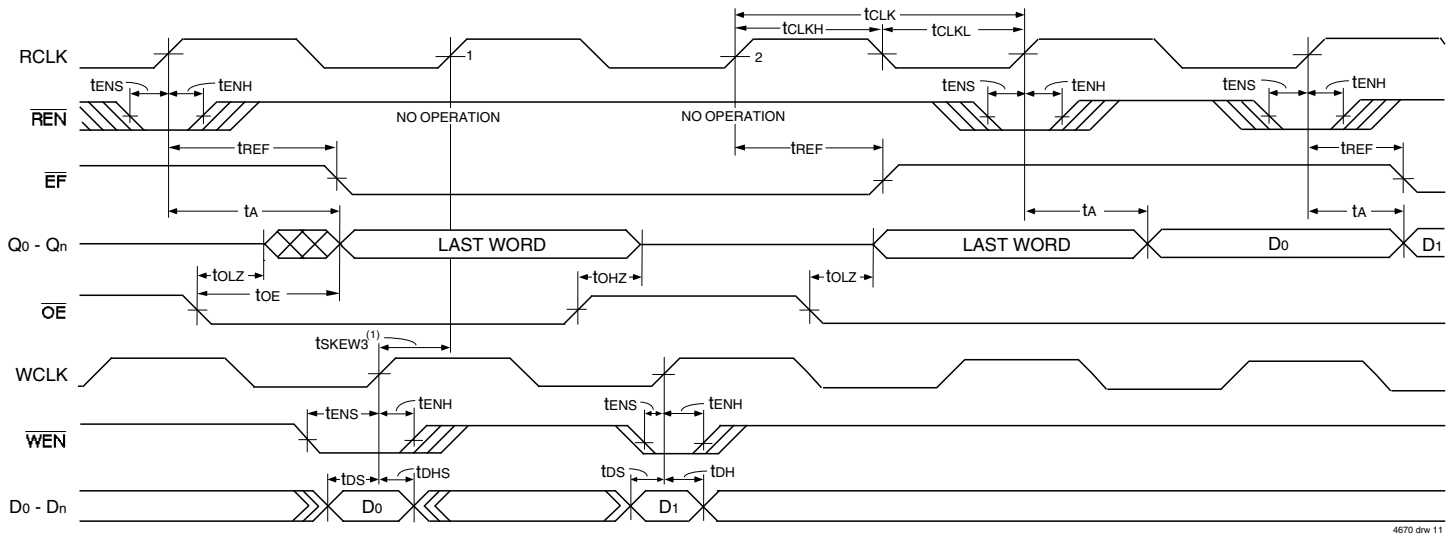 tCLK
tCLKH tCLKL
RCLK 1 2
tENS tENH tENS tENH tENS tENH
REN NO OPERATION NO OPERATION
tREF tREF tREF
EF
tA tA tA
Q0 - Qn LAST WORD LAST WORD D0 D1
tOLZ tOHZ tOLZ
tOE
OE
tSKEW3(1)
WCLK
tENS tENH tENS tENH
WEN
tDS tDHS tDS tDH
D0 - Dn D0 D1
4670 drw 11